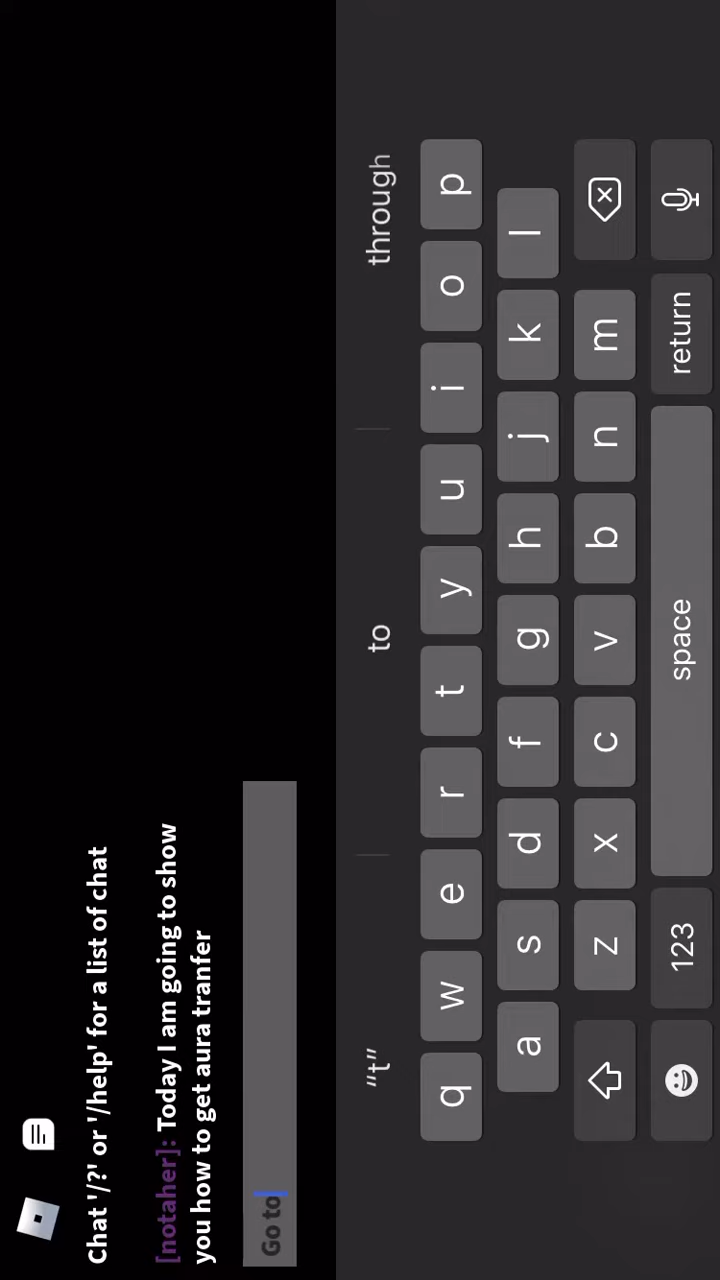 Chat '/?' or '/help' for a list of chat
[notaher]: Today I am going to show
you how to get aura tranfer
Go to
“t” to through
q w e r t y u i o p
a s d f g h j k l
z x c v b n m
123 space return